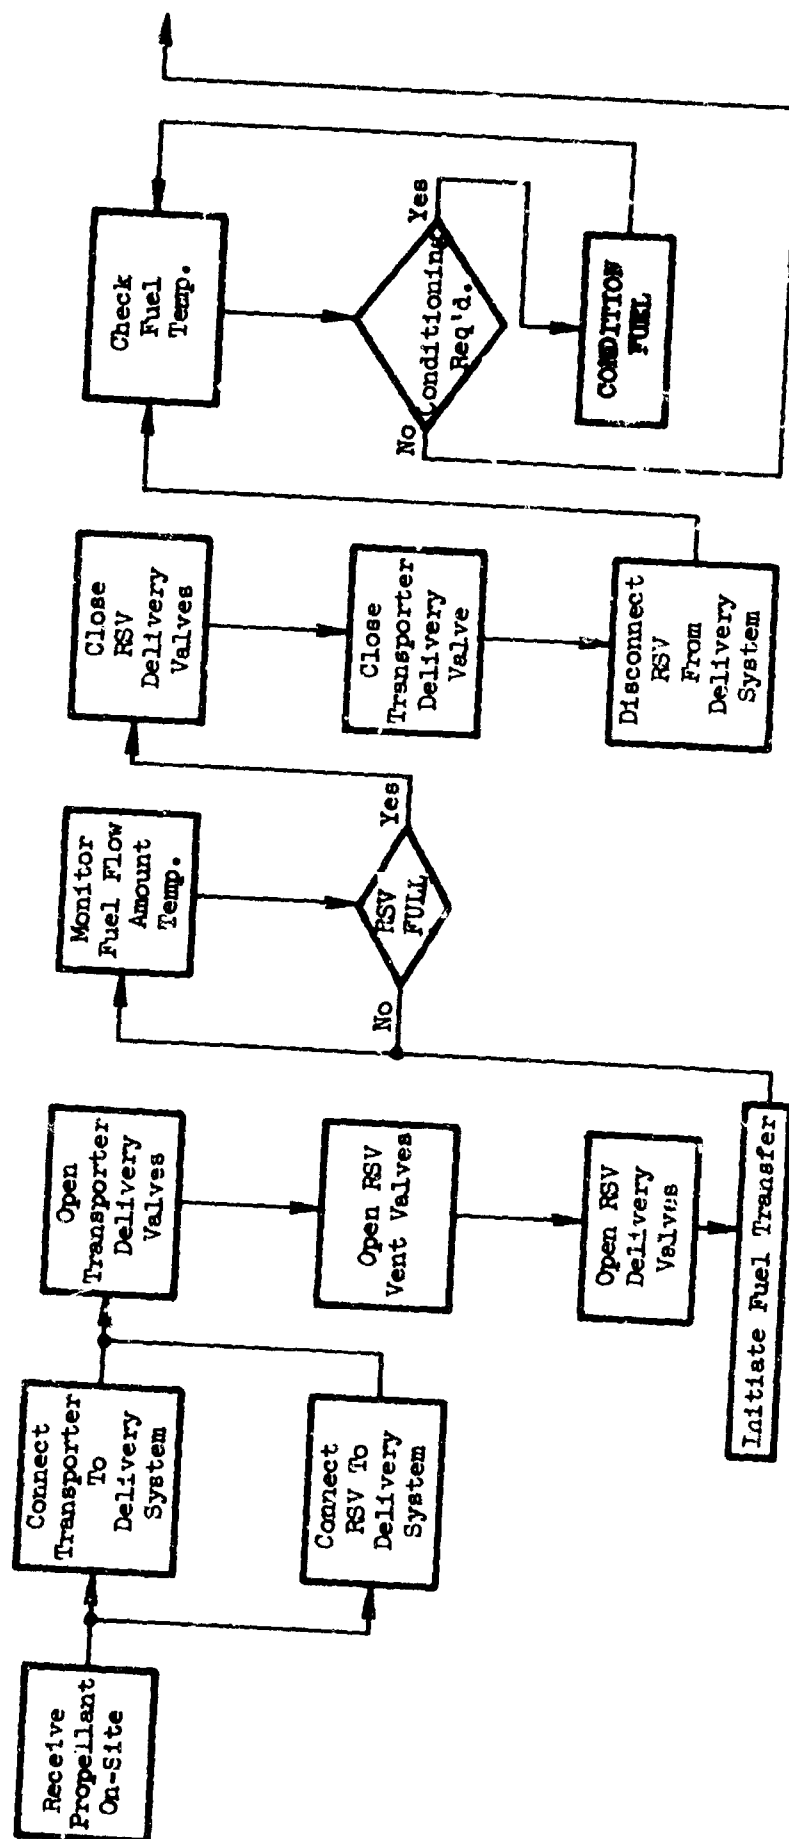 Receive
Propellant
On-Site
Connect
Transporter
To
Delivery
System
Connect
RSV To
Delivery
System
Open
Transporter
Delivery
Valves
Open RSV
Vent Valves
Open RSV
Delivery
Valves
Initiate Fuel Transfer
Monitor
Fuel Flow
Amount
Temp.
RSV
FULL
No
Yes
Close
RSV
Delivery
Valves
Close
Transporter
Delivery
Valve
Disconnect
RSV
From
Delivery
System
Check
Fuel
Temp.
Conditioning
Req'd.
No
Yes
CONDITION
FUEL